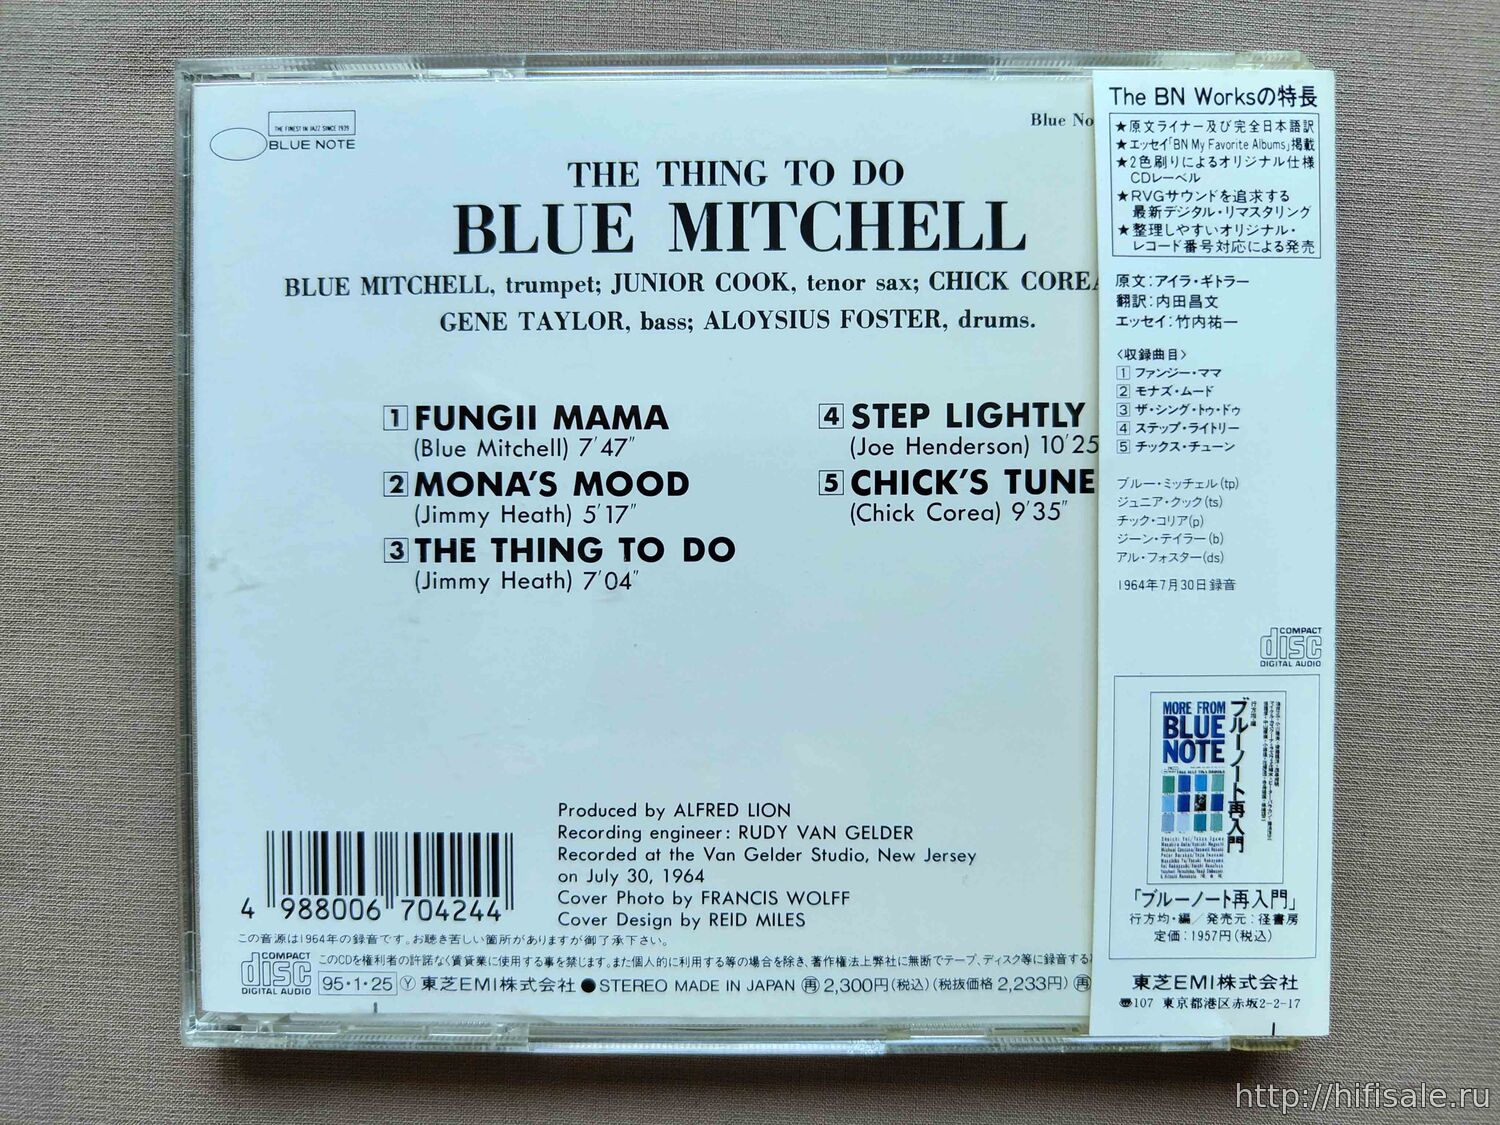 THE FINEST IN JAZZ SINCE 1939
BLUE NOTE
Blue No
THE THING TO DO
BLUE MITCHELL
BLUE MITCHELL, trumpet; JUNIOR COOK, tenor sax; CHICK COREA
GENE TAYLOR, bass; ALOYSIUS FOSTER, drums.
1 FUNGII MAMA
(Blue Mitchell) 7'47"
2 MONA'S MOOD
(Jimmy Heath) 5'17"
3 THE THING TO DO
(Jimmy Heath) 7'04"
4 STEP LIGHTLY
(Joe Henderson) 10'25
5 CHICK'S TUNE
(Chick Corea) 9'35"
Produced by ALFRED LION
Recording engineer: RUDY VAN GELDER
Recorded at the Van Gelder Studio, New Jersey
on July 30, 1964
Cover Photo by FRANCIS WOLFF
Cover Design by REID MILES
4 988006 704244
この音源は1964年の録音です。お聴き苦しい箇所がありますが御了承下さい。
COMPACT
disc
DIGITAL AUDIO
このCDを権利者の許諾なく賃貸業に使用する事を禁じます。また個人的に利用する等の場合を除き、著作権法上弊社に無断でテープ、ディスク等に録音する
95・1・25 Ⓨ 東芝EMI株式会社 ●STEREO MADE IN JAPAN 再 2,300円(税込)(税抜価格 2,233円) 再
The BN Worksの特長
★原文ライナー及び完全日本語訳
★エッセイ「BN My Favorite Albums」掲載
★2色刷りによるオリジナル仕様
CDレーベル
★RVGサウンドを追求する
最新デジタル・リマスタリング
★整理しやすいオリジナル・
レコード番号対応による発売
原文:アイラ・ギトラー
翻訳:内田昌文
エッセイ:竹内祐一
〈収録曲目〉
1 ファンジー・ママ
2 モナズ・ムード
3 ザ・シング・トゥ・ドゥ
4 ステップ・ライトリー
5 チックス・チューン
ブルー・ミッチェル(tp)
ジュニア・クック(ts)
チック・コリア(p)
ジーン・テイラー(b)
アル・フォスター(ds)
1964年7月30日録音
COMPACT
disc
DIGITAL AUDIO
MORE FROM
BLUE
NOTE
ブルーノート再入門
行方均・編
「ブルーノート再入門」
行方均・編/発売元:径書房
定価:1957円(税込)
東芝EMI株式会社
〠107 東京都港区赤坂2-2-17
http://hifisale.ru